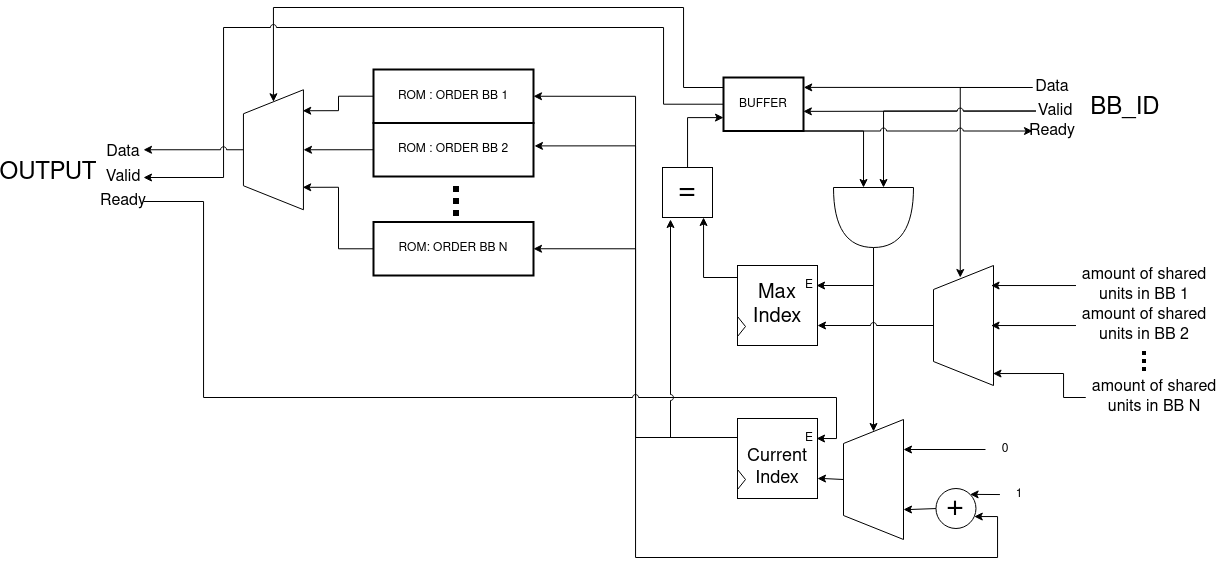 ROM : ORDER BB 1
BUFFER
Data
Valid
BB_ID
Ready
OUTPUT
Data
Valid
Ready
ROM : ORDER BB 2
ROM: ORDER BB N
=
E
Max
Index
amount of shared
units in BB 1
amount of shared
units in BB 2
amount of shared
units in BB N
E
Current
Index
0
1
+